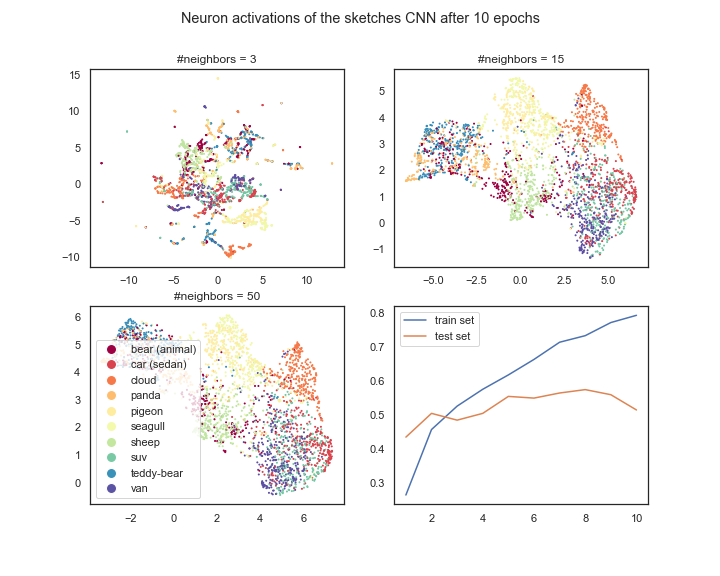 Neuron activations of the sketches CNN after 10 epochs
#neighbors = 3
15
10
5
0
−5
−10
−10 −5 0 5 10
#neighbors = 15
5
4
3
2
1
0
−1
−5.0 −2.5 0.0 2.5 5.0
#neighbors = 50
6
5
4
3
2
1
0
−2 0 2 4 6
bear (animal)
car (sedan)
cloud
panda
pigeon
seagull
sheep
suv
teddy-bear
van
0.8
0.7
0.6
0.5
0.4
0.3
2 4 6 8 10
train set
test set